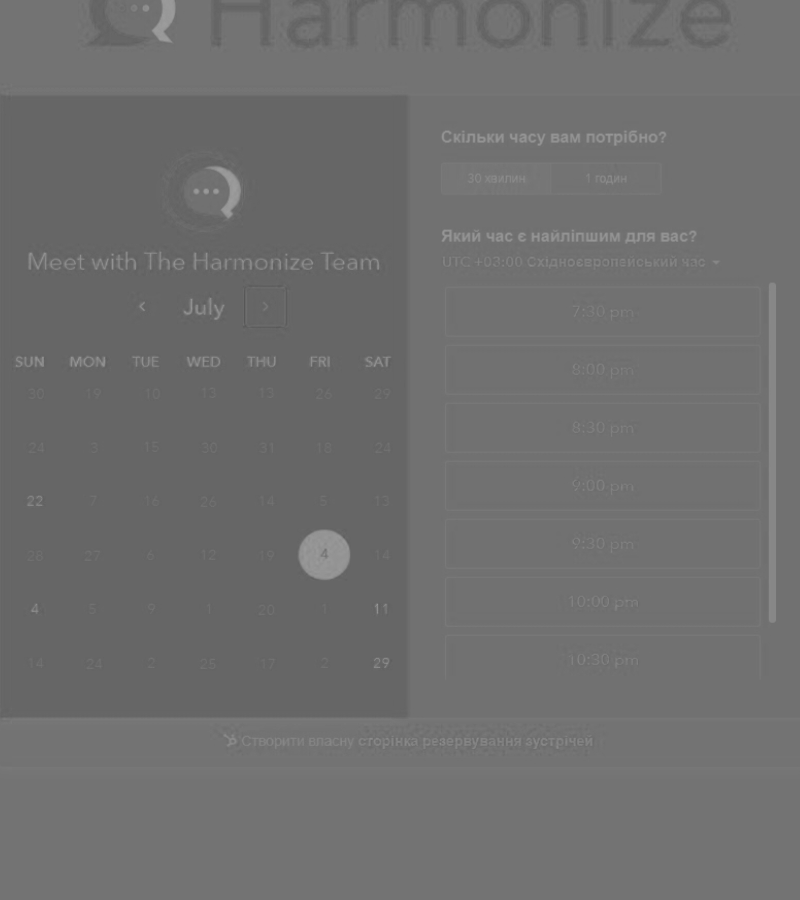 Harmonize
Meet with The Harmonize Team
July
SUN MON TUE WED THU FRI SAT
30 19 10 13 13 26 29
24 3 15 30 31 18 24
22 7 16 26 14 5 13
28 27 6 12 19 4 14
4 5 9 1 20 1 11
14 24 2 25 17 2 29
Скільки часу вам потрібно?
30 хвилин. 1 годин
Який час є найліпшим для вас?
UTC +03:00 Східноєвропейський час
7:30 pm
8:00 pm
8:30 pm
9:00 pm
9:30 pm
10:00 pm
10:30 pm
Створити власну сторінка резервування зустрічей